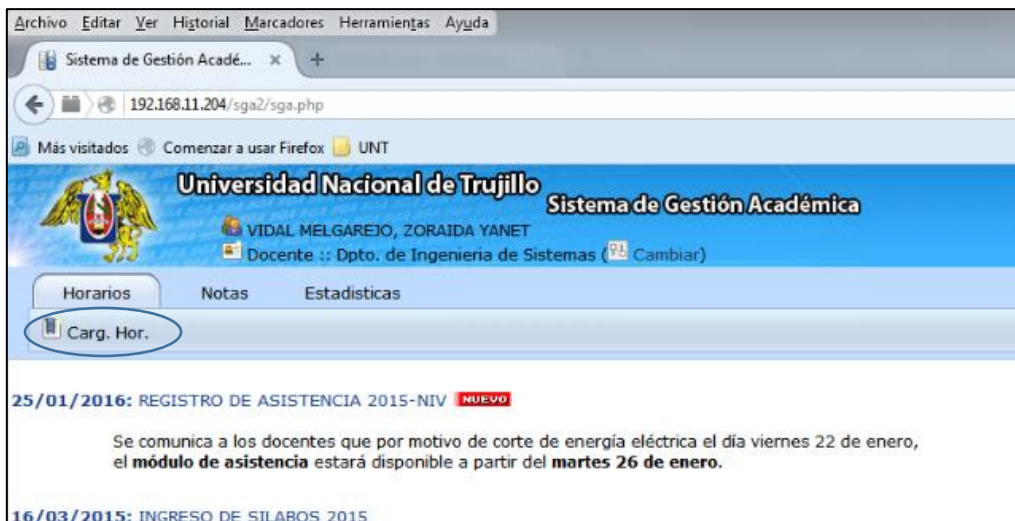 Archivo Editar Ver Historial Marcadores Herramientas Ayuda
Sistema de Gestión Acadé... × +
192.168.11.204/sga2/sga.php
Más visitados Comenzar a usar Firefox UNT
Universidad Nacional de Trujillo
Sistema de Gestión Académica
VIDAL MELGAREJO, ZORAIDA YANET
Docente :: Dpto. de Ingenieria de Sistemas ( Cambiar)
Horarios Notas Estadisticas
Carg. Hor.
25/01/2016: REGISTRO DE ASISTENCIA 2015-NIV NUEVO
Se comunica a los docentes que por motivo de corte de energía eléctrica el día viernes 22 de enero,
el módulo de asistencia estará disponible a partir del martes 26 de enero.
16/03/2015: INGRESO DE SILABOS 2015